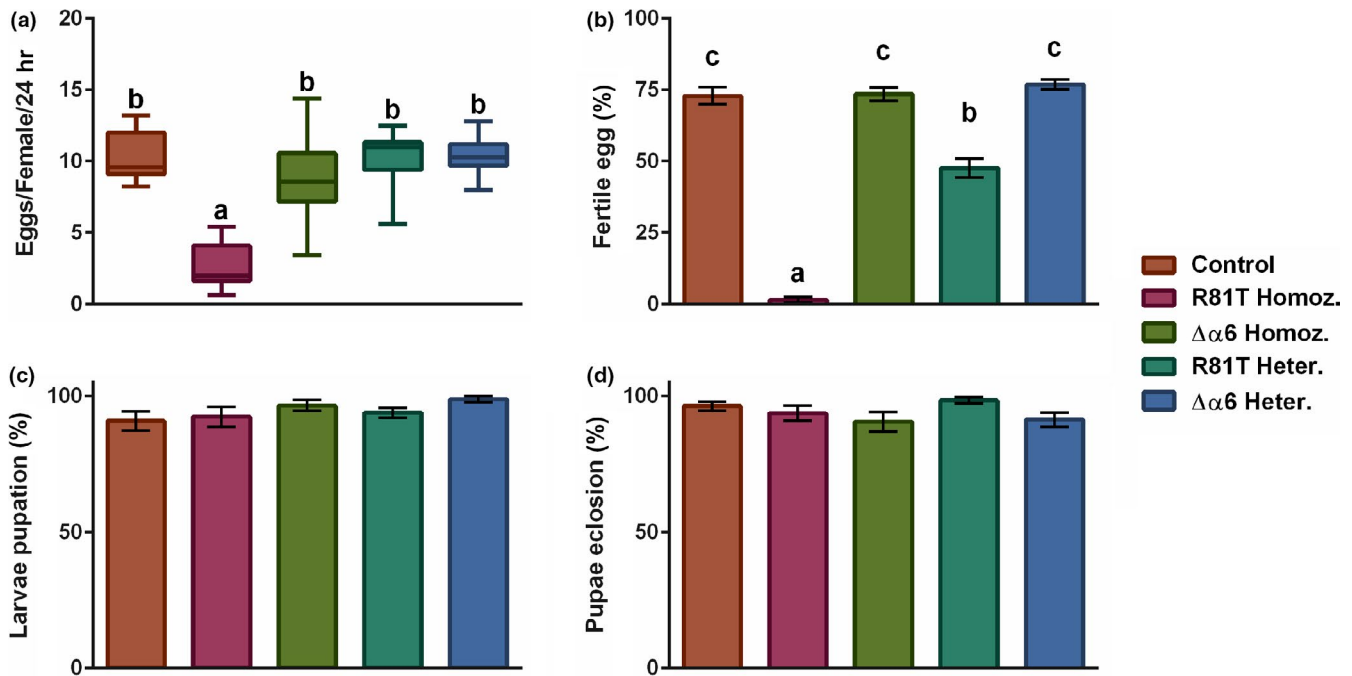 (a)
Eggs/Female/24 hr
20
15
10
5
0
b
a
b
b
b
(b)
Fertile egg (%)
100
75
50
25
0
c
a
c
b
c
Control
R81T Homoz.
Δα6 Homoz.
R81T Heter.
Δα6 Heter.
(c)
Larvae pupation (%)
100
50
0
(d)
Pupae eclosion (%)
100
50
0